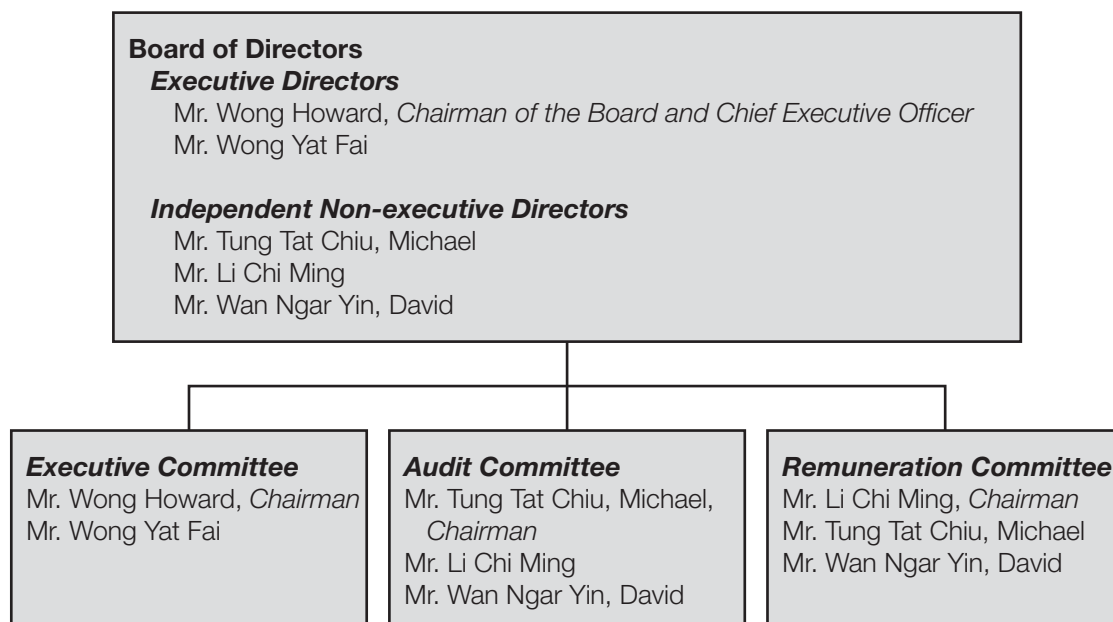 Board of Directors
Executive Directors
Mr. Wong Howard, Chairman of the Board and Chief Executive Officer
Mr. Wong Yat Fai
Independent Non-executive Directors
Mr. Tung Tat Chiu, Michael
Mr. Li Chi Ming
Mr. Wan Ngar Yin, David
Executive Committee
Mr. Wong Howard, Chairman
Mr. Wong Yat Fai
Audit Committee
Mr. Tung Tat Chiu, Michael,
Chairman
Mr. Li Chi Ming
Mr. Wan Ngar Yin, David
Remuneration Committee
Mr. Li Chi Ming, Chairman
Mr. Tung Tat Chiu, Michael
Mr. Wan Ngar Yin, David